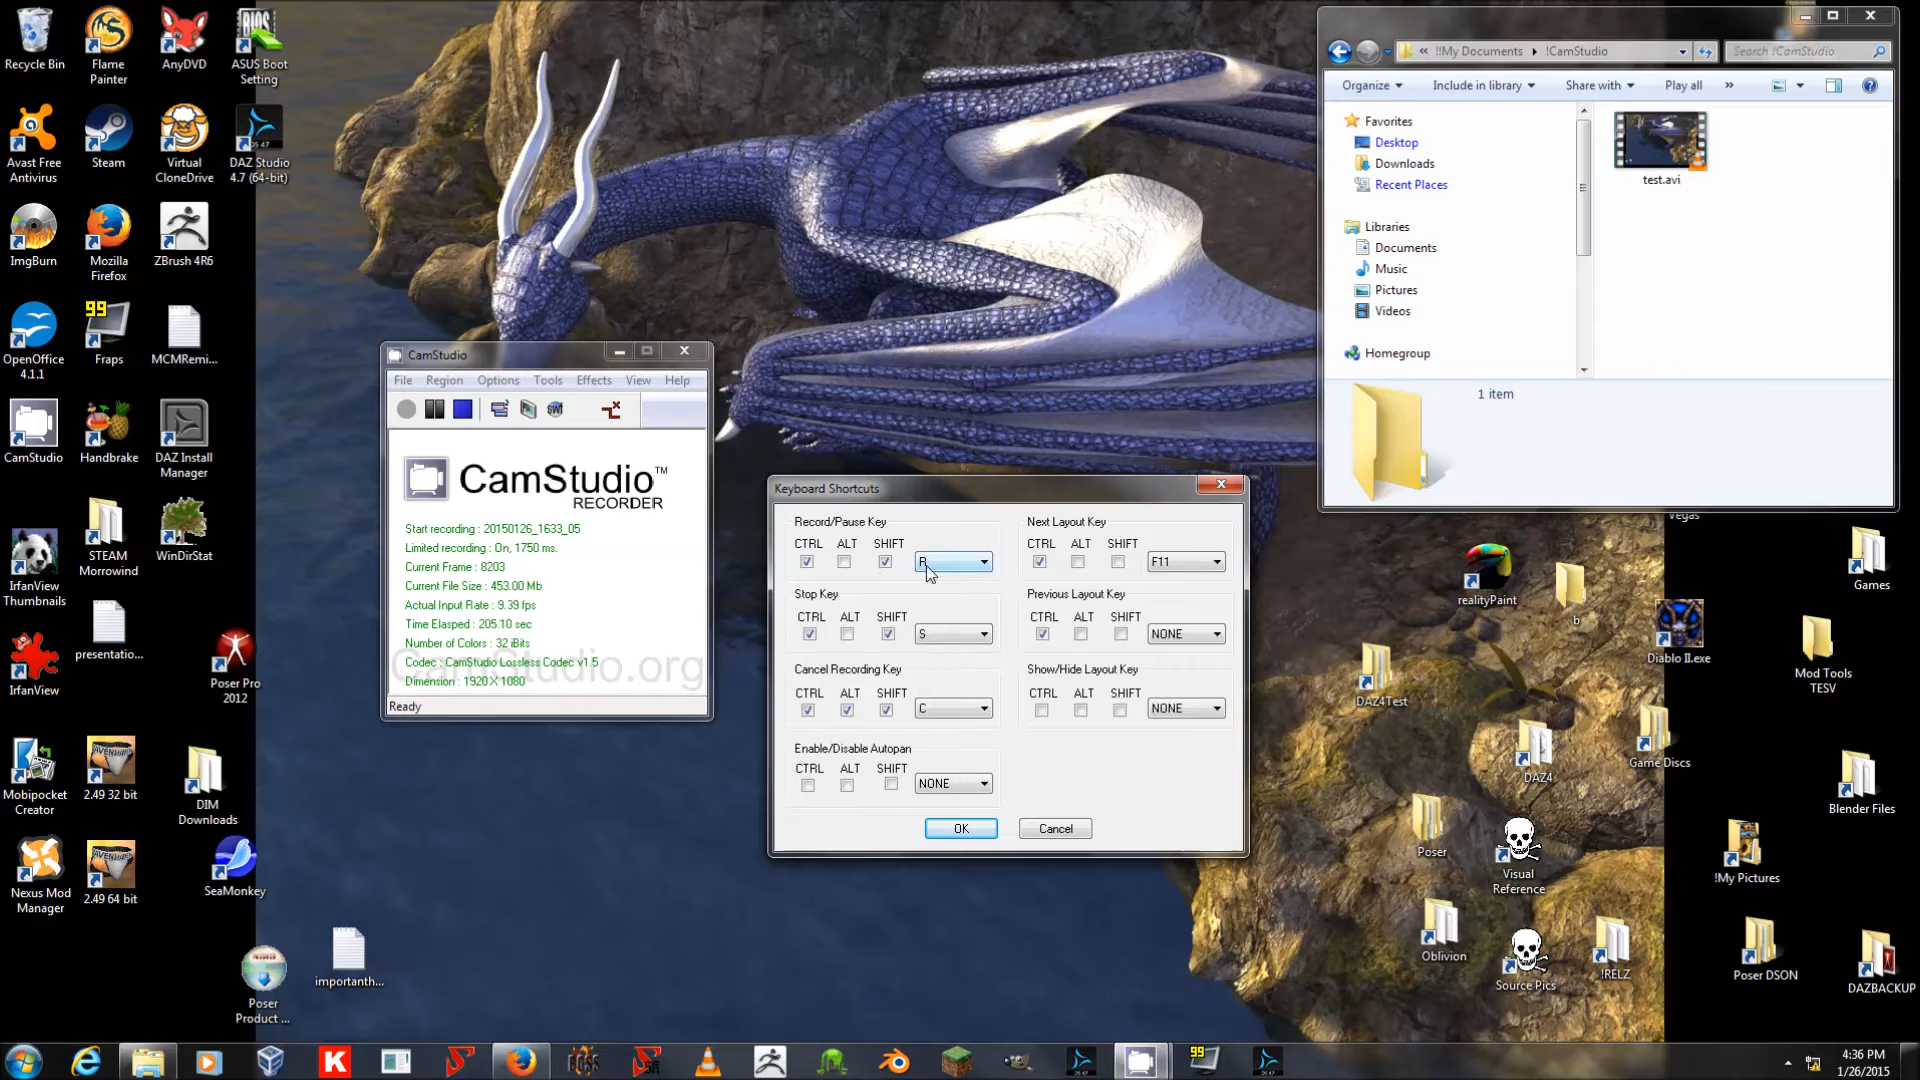 Recycle Bin
Flame
Painter
AnyDVD
BIOS
ASUS Boot
Setting
Avast Free
Antivirus
Steam
Virtual
CloneDrive
DAZ Studio
4.7 (64-bit)
ImgBurn
Mozilla
Firefox
ZBrush 4R6
OpenOffice
4.1.1
99
Fraps
MCMRemi...
CamStudio
Handbrake
DAZ Install
Manager
IrfanView
Thumbnails
STEAM
Morrowind
WinDirStat
IrfanView
presentatio...
Poser Pro
2012
Mobipocket
Creator
2.49 32 bit
DIM
Downloads
Nexus Mod
Manager
2.49 64 bit
SeaMonkey
Poser
Product ...
importanth...
CamStudio
File Region Options Tools Effects View Help
CamStudio™
RECORDER
Start recording : 20150126_1633_05
Limited recording : On, 1750 ms.
Current Frame : 8203
Current File Size : 453.00 Mb
Actual Input Rate : 9.39 fps
Time Elasped : 205.10 sec
Number of Colors : 32 iBits
Codec : CamStudio Lossless Codec v1.5
Dimension : 1920 X 1080
CamStudio.org
Ready
Keyboard Shortcuts
Record/Pause Key
CTRL ALT SHIFT
R
Next Layout Key
CTRL ALT SHIFT
F11
Stop Key
CTRL ALT SHIFT
S
Previous Layout Key
CTRL ALT SHIFT
NONE
Cancel Recording Key
CTRL ALT SHIFT
C
Show/Hide Layout Key
CTRL ALT SHIFT
NONE
Enable/Disable Autopan
CTRL ALT SHIFT
NONE
OK Cancel
« !!My Documents !CamStudio
Search !CamStudio
Organize Include in library Share with Play all »
Favorites
Desktop
Downloads
Recent Places
Libraries
Documents
Music
Pictures
Videos
Homegroup
test.avi
1 item
Vegas
realityPaint
b
Diablo II.exe
Games
Mod Tools
TESV
DAZ4Test
DAZ4
Game Discs
Blender Files
Poser
Visual
Reference
!My Pictures
Oblivion
Source Pics
!RELZ
Poser DSON
DAZBACKUP
4:36 PM
1/26/2015